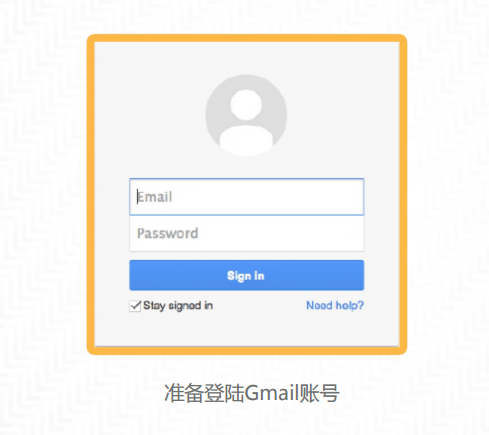 Email
Password
Sign in
Stay signed in
Need help?
准备登陆Gmail账号